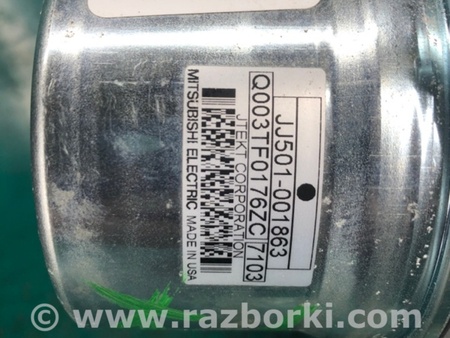 JJ501-001863
Q003TF0176ZC 7103
JTEKT CORPORATION
MITSUBISHI ELECTRIC MADE IN USA
© www.razborki.com